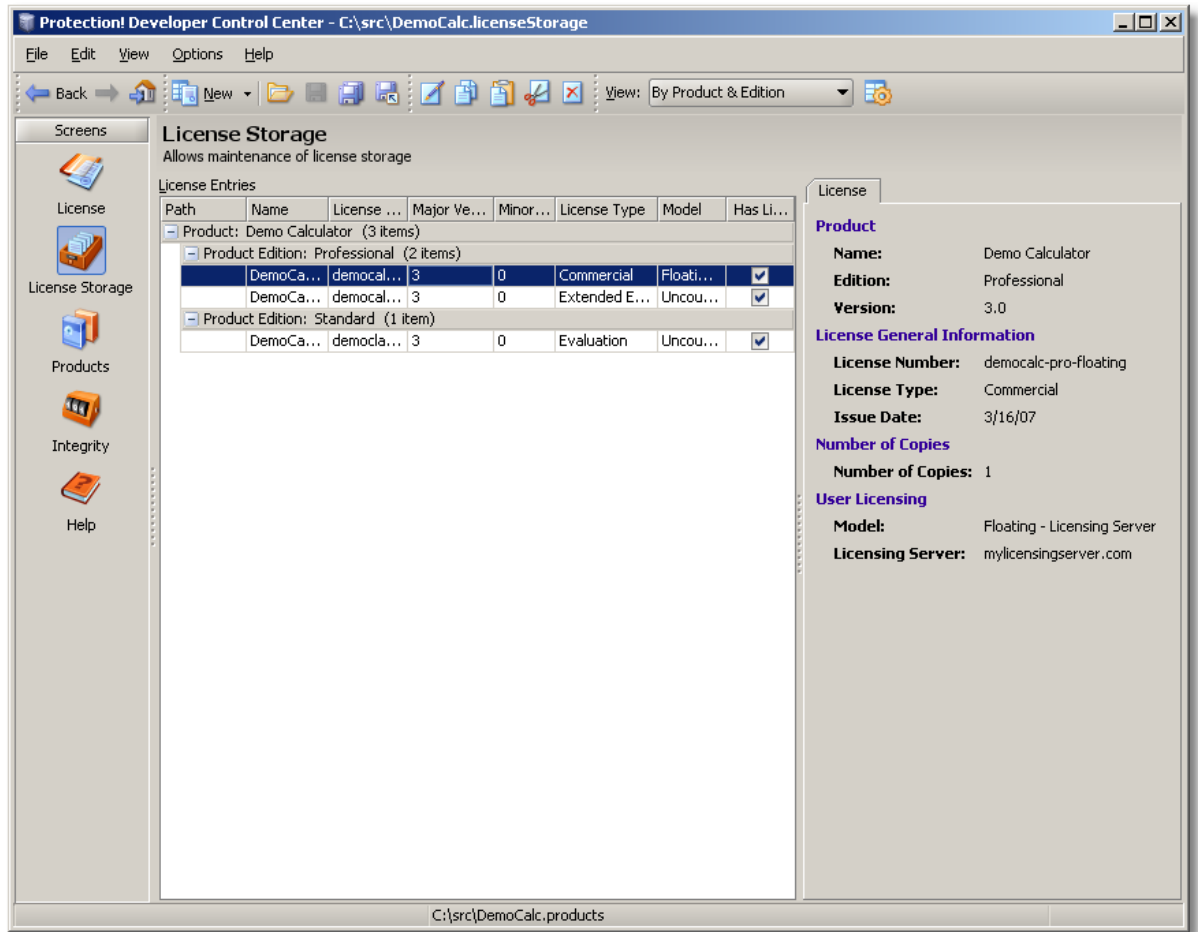 Protection! Developer Control Center - C:\src\DemoCalc.licenseStorage
File Edit View Options Help
Back New View: By Product & Edition
Screens
License
License Storage
Products
Integrity
Help
License Storage
Allows maintenance of license storage
License Entries
Path Name License ... Major Ve... Minor... License Type Model Has Li...
Product: Demo Calculator (3 items)
Product Edition: Professional (2 items)
DemoCa... democal... 3 0 Commercial Floati...
DemoCa... democal... 3 0 Extended E... Uncou...
Product Edition: Standard (1 item)
DemoCa... democla... 3 0 Evaluation Uncou...
License
Product
Name: Demo Calculator
Edition: Professional
Version: 3.0
License General Information
License Number: democalc-pro-floating
License Type: Commercial
Issue Date: 3/16/07
Number of Copies
Number of Copies: 1
User Licensing
Model: Floating - Licensing Server
Licensing Server: mylicensingserver.com
C:\src\DemoCalc.products